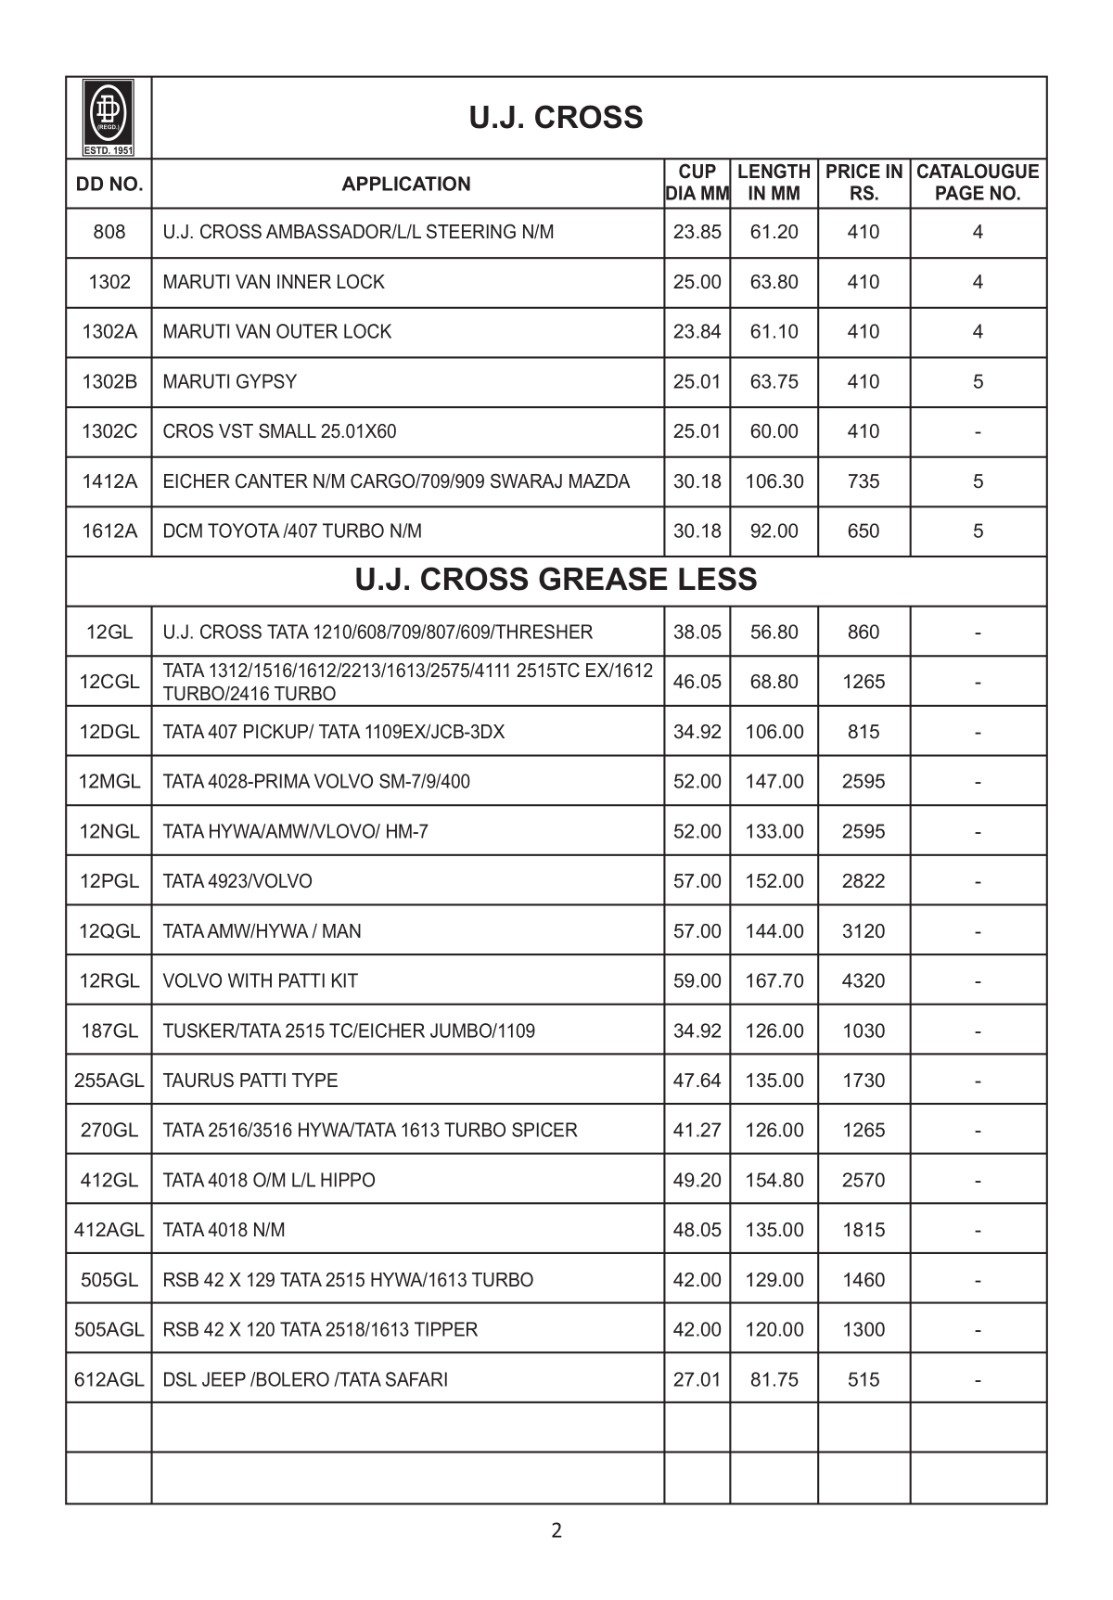 DD
(REGD.)
ESTD. 1951
U.J. CROSS
DD NO. APPLICATION CUP DIA MM LENGTH IN MM PRICE IN RS. CATALOUGUE PAGE NO.
808 U.J. CROSS AMBASSADOR/L/L STEERING N/M 23.85 61.20 410 4
1302 MARUTI VAN INNER LOCK 25.00 63.80 410 4
1302A MARUTI VAN OUTER LOCK 23.84 61.10 410 4
1302B MARUTI GYPSY 25.01 63.75 410 5
1302C CROS VST SMALL 25.01X60 25.01 60.00 410 -
1412A EICHER CANTER N/M CARGO/709/909 SWARAJ MAZDA 30.18 106.30 735 5
1612A DCM TOYOTA /407 TURBO N/M 30.18 92.00 650 5
U.J. CROSS GREASE LESS
12GL U.J. CROSS TATA 1210/608/709/807/609/THRESHER 38.05 56.80 860 -
12CGL TATA 1312/1516/1612/2213/1613/2575/4111 2515TC EX/1612
TURBO/2416 TURBO 46.05 68.80 1265 -
12DGL TATA 407 PICKUP/ TATA 1109EX/JCB-3DX 34.92 106.00 815 -
12MGL TATA 4028-PRIMA VOLVO SM-7/9/400 52.00 147.00 2595 -
12NGL TATA HYWA/AMW/VLOVO/ HM-7 52.00 133.00 2595 -
12PGL TATA 4923/VOLVO 57.00 152.00 2822 -
12QGL TATA AMW/HYWA / MAN 57.00 144.00 3120 -
12RGL VOLVO WITH PATTI KIT 59.00 167.70 4320 -
187GL TUSKER/TATA 2515 TC/EICHER JUMBO/1109 34.92 126.00 1030 -
255AGL TAURUS PATTI TYPE 47.64 135.00 1730 -
270GL TATA 2516/3516 HYWA/TATA 1613 TURBO SPICER 41.27 126.00 1265 -
412GL TATA 4018 O/M L/L HIPPO 49.20 154.80 2570 -
412AGL TATA 4018 N/M 48.05 135.00 1815 -
505GL RSB 42 X 129 TATA 2515 HYWA/1613 TURBO 42.00 129.00 1460 -
505AGL RSB 42 X 120 TATA 2518/1613 TIPPER 42.00 120.00 1300 -
612AGL DSL JEEP /BOLERO /TATA SAFARI 27.01 81.75 515 -
2